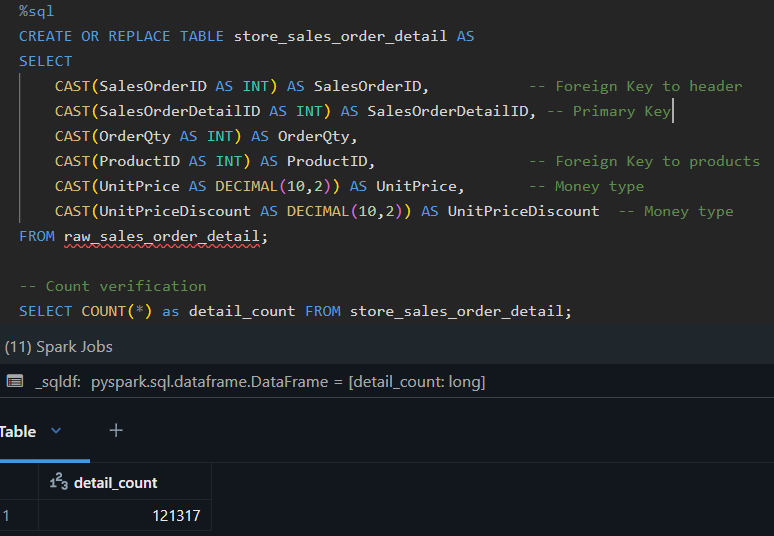 %sql
CREATE OR REPLACE TABLE store_sales_order_detail AS
SELECT
    CAST(SalesOrderID AS INT) AS SalesOrderID,           -- Foreign Key to header
    CAST(SalesOrderDetailID AS INT) AS SalesOrderDetailID, -- Primary Key
    CAST(OrderQty AS INT) AS OrderQty,
    CAST(ProductID AS INT) AS ProductID,                 -- Foreign Key to products
    CAST(UnitPrice AS DECIMAL(10,2)) AS UnitPrice,       -- Money type
    CAST(UnitPriceDiscount AS DECIMAL(10,2)) AS UnitPriceDiscount  -- Money type
FROM raw_sales_order_detail;
-- Count verification
SELECT COUNT(*) as detail_count FROM store_sales_order_detail;
(11) Spark Jobs
_sqldf: pyspark.sql.dataframe.DataFrame = [detail_count: long]
Table +
123 detail_count
1 121317